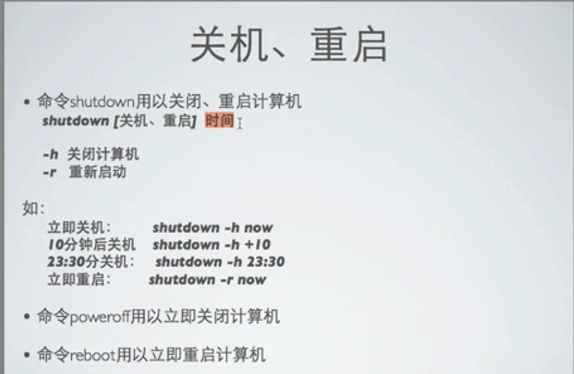 关机、重启
• 命令shutdown用以关闭、重启计算机
shutdown [关机、重启] 时间
-h 关闭计算机
-r 重新启动
如:
立即关机: shutdown -h now
10分钟后关机 shutdown -h +10
23:30分关机: shutdown -h 23:30
立即重启: shutdown -r now
• 命令poweroff用以立即关闭计算机
• 命令reboot用以立即重启计算机